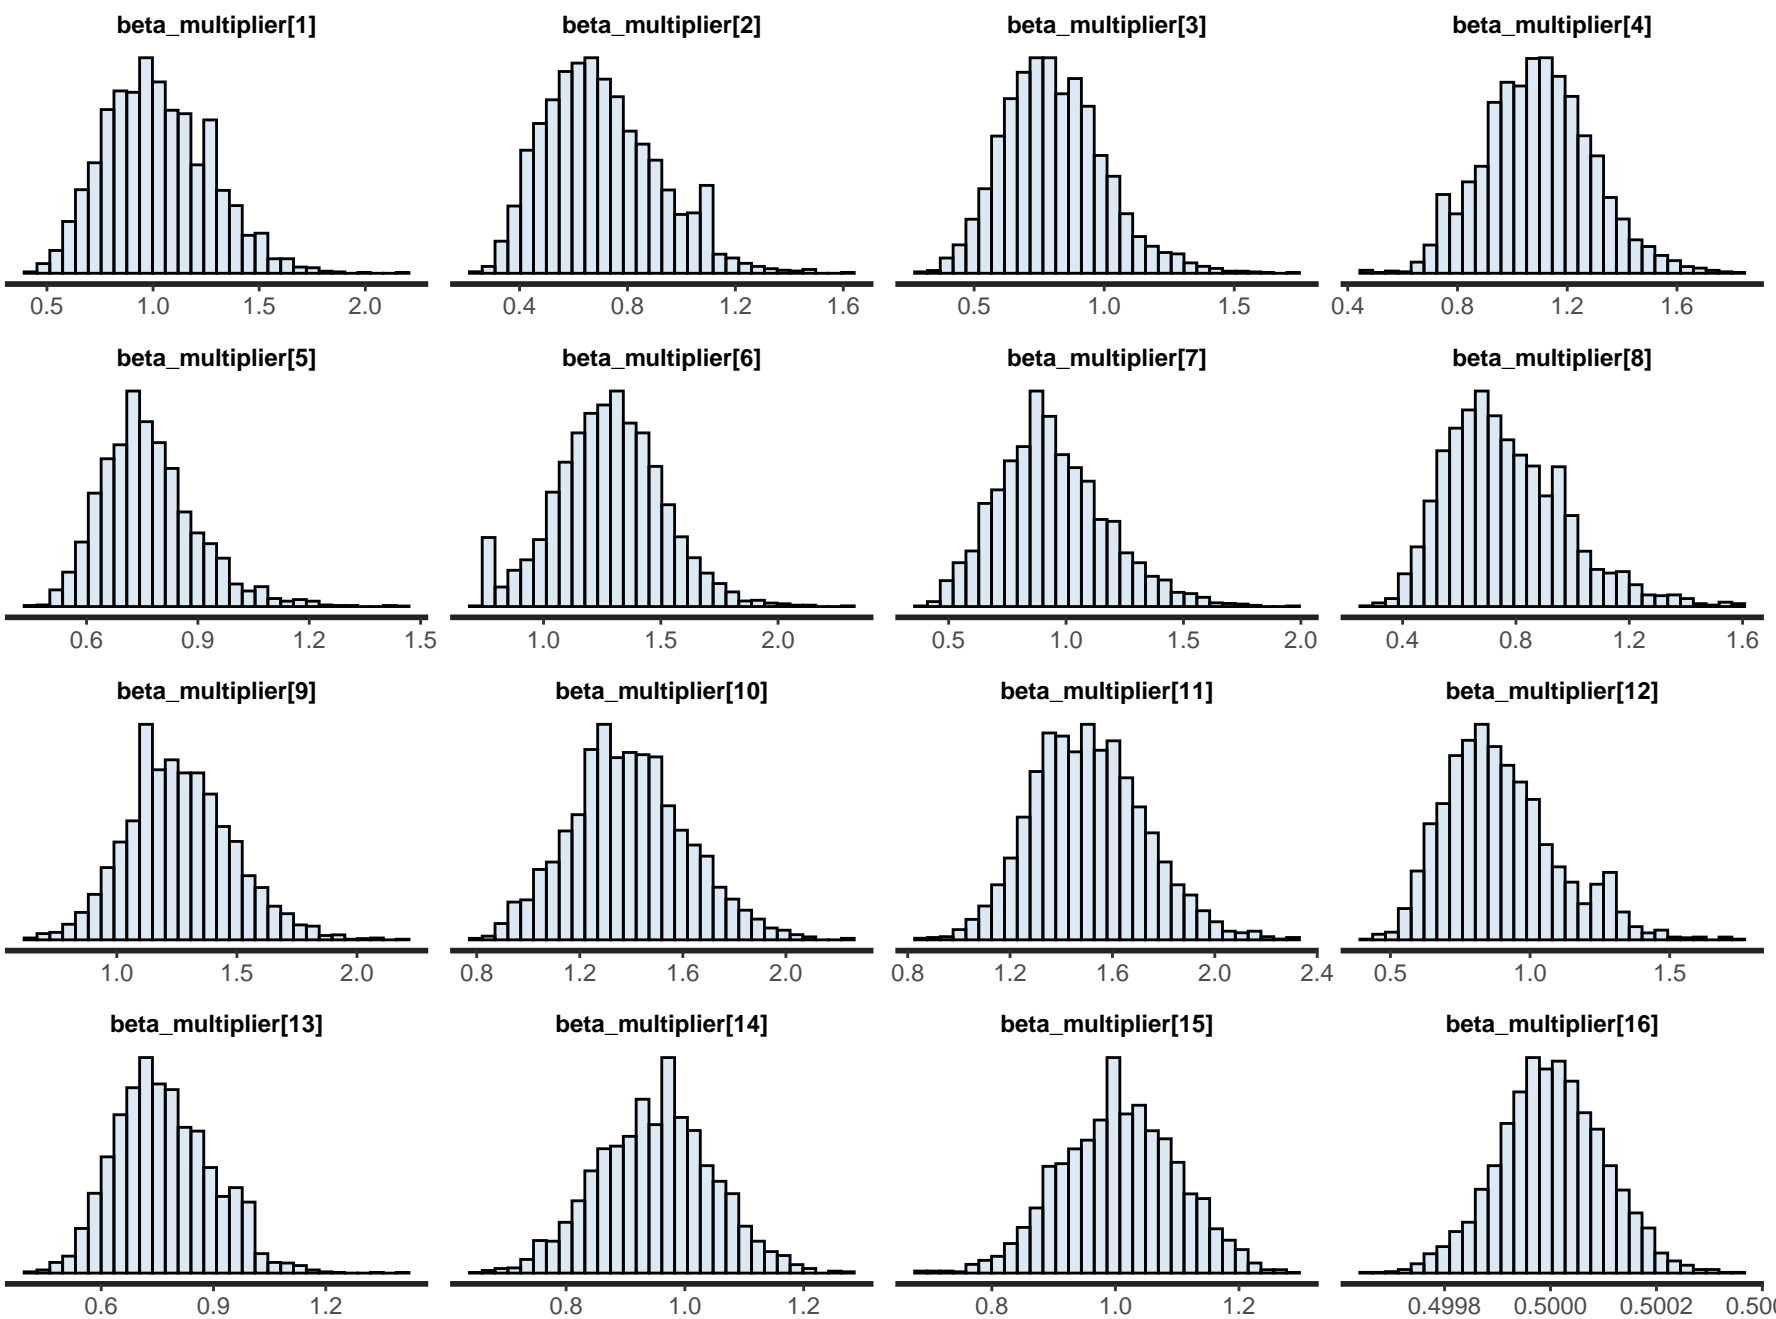 beta_multiplier[1] beta_multiplier[2] beta_multiplier[3] beta_multiplier[4]
0.5 1.0 1.5 2.0 0.4 0.8 1.2 1.6 0.5 1.0 1.5 0.4 0.8 1.2 1.6
beta_multiplier[5] beta_multiplier[6] beta_multiplier[7] beta_multiplier[8]
0.6 0.9 1.2 1.5 1.0 1.5 2.0 0.5 1.0 1.5 2.0 0.4 0.8 1.2 1.6
beta_multiplier[9] beta_multiplier[10] beta_multiplier[11] beta_multiplier[12]
1.0 1.5 2.0 0.8 1.2 1.6 2.0 0.8 1.2 1.6 2.0 2.4 0.5 1.0 1.5
beta_multiplier[13] beta_multiplier[14] beta_multiplier[15] beta_multiplier[16]
0.6 0.9 1.2 0.8 1.0 1.2 0.8 1.0 1.2 0.4998 0.5000 0.5002